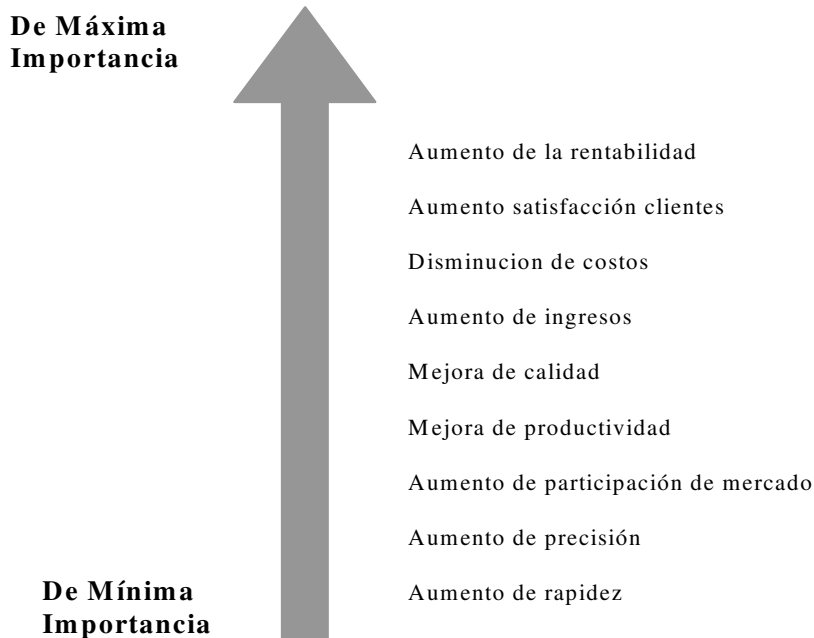 De Máxima
Importancia
Aumento de la rentabilidad
Aumento satisfacción clientes
Disminucion de costos
Aumento de ingresos
Mejora de calidad
Mejora de productividad
Aumento de participación de mercado
Aumento de precisión
Aumento de rapidez
De Mínima
Importancia